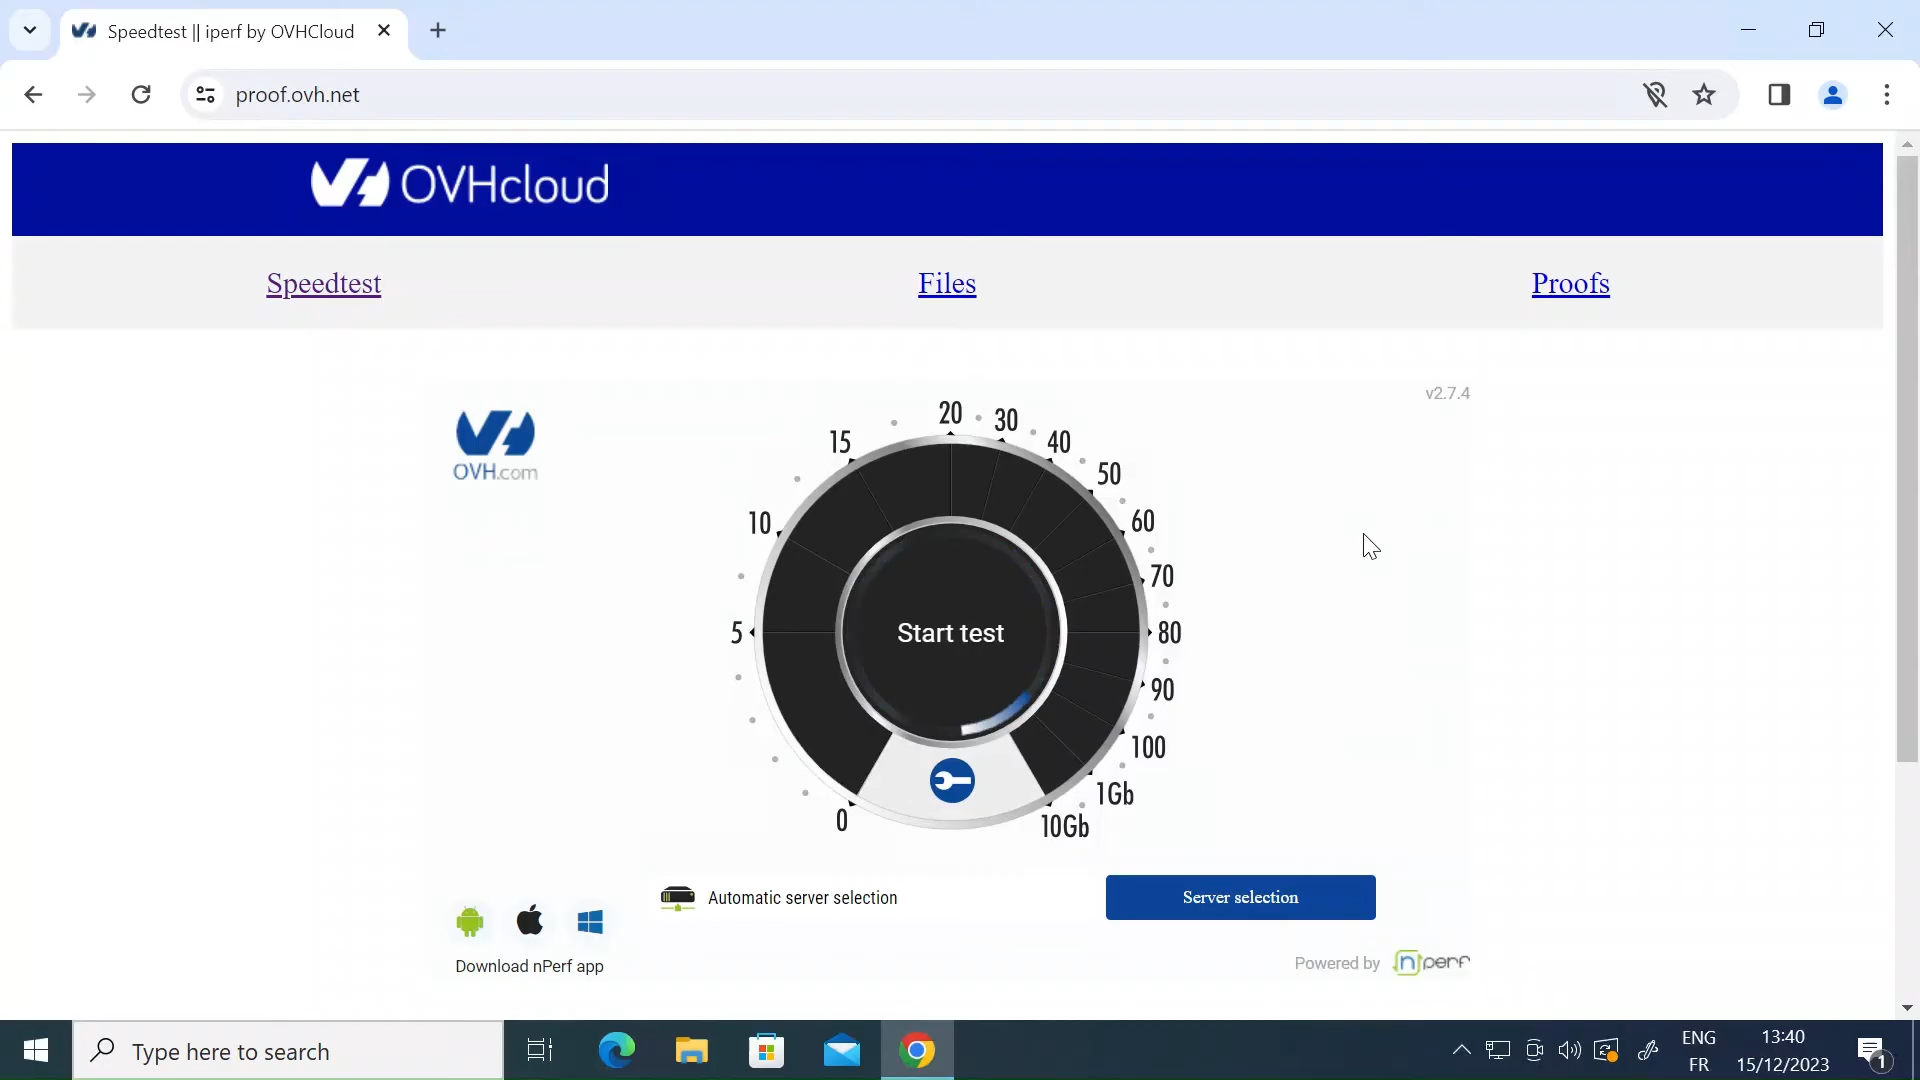 Speedtest || iperf by OVHCloud
proof.ovh.net
OVHcloud
Speedtest
Files
Proofs
v2.7.4
OVH.com
0
5
10
15
20
30
40
50
60
70
80
90
100
1Gb
10Gb
Start test
Automatic server selection
Server selection
Download nPerf app
Powered by nperf
Type here to search
ENG
FR
13:40
15/12/2023
1